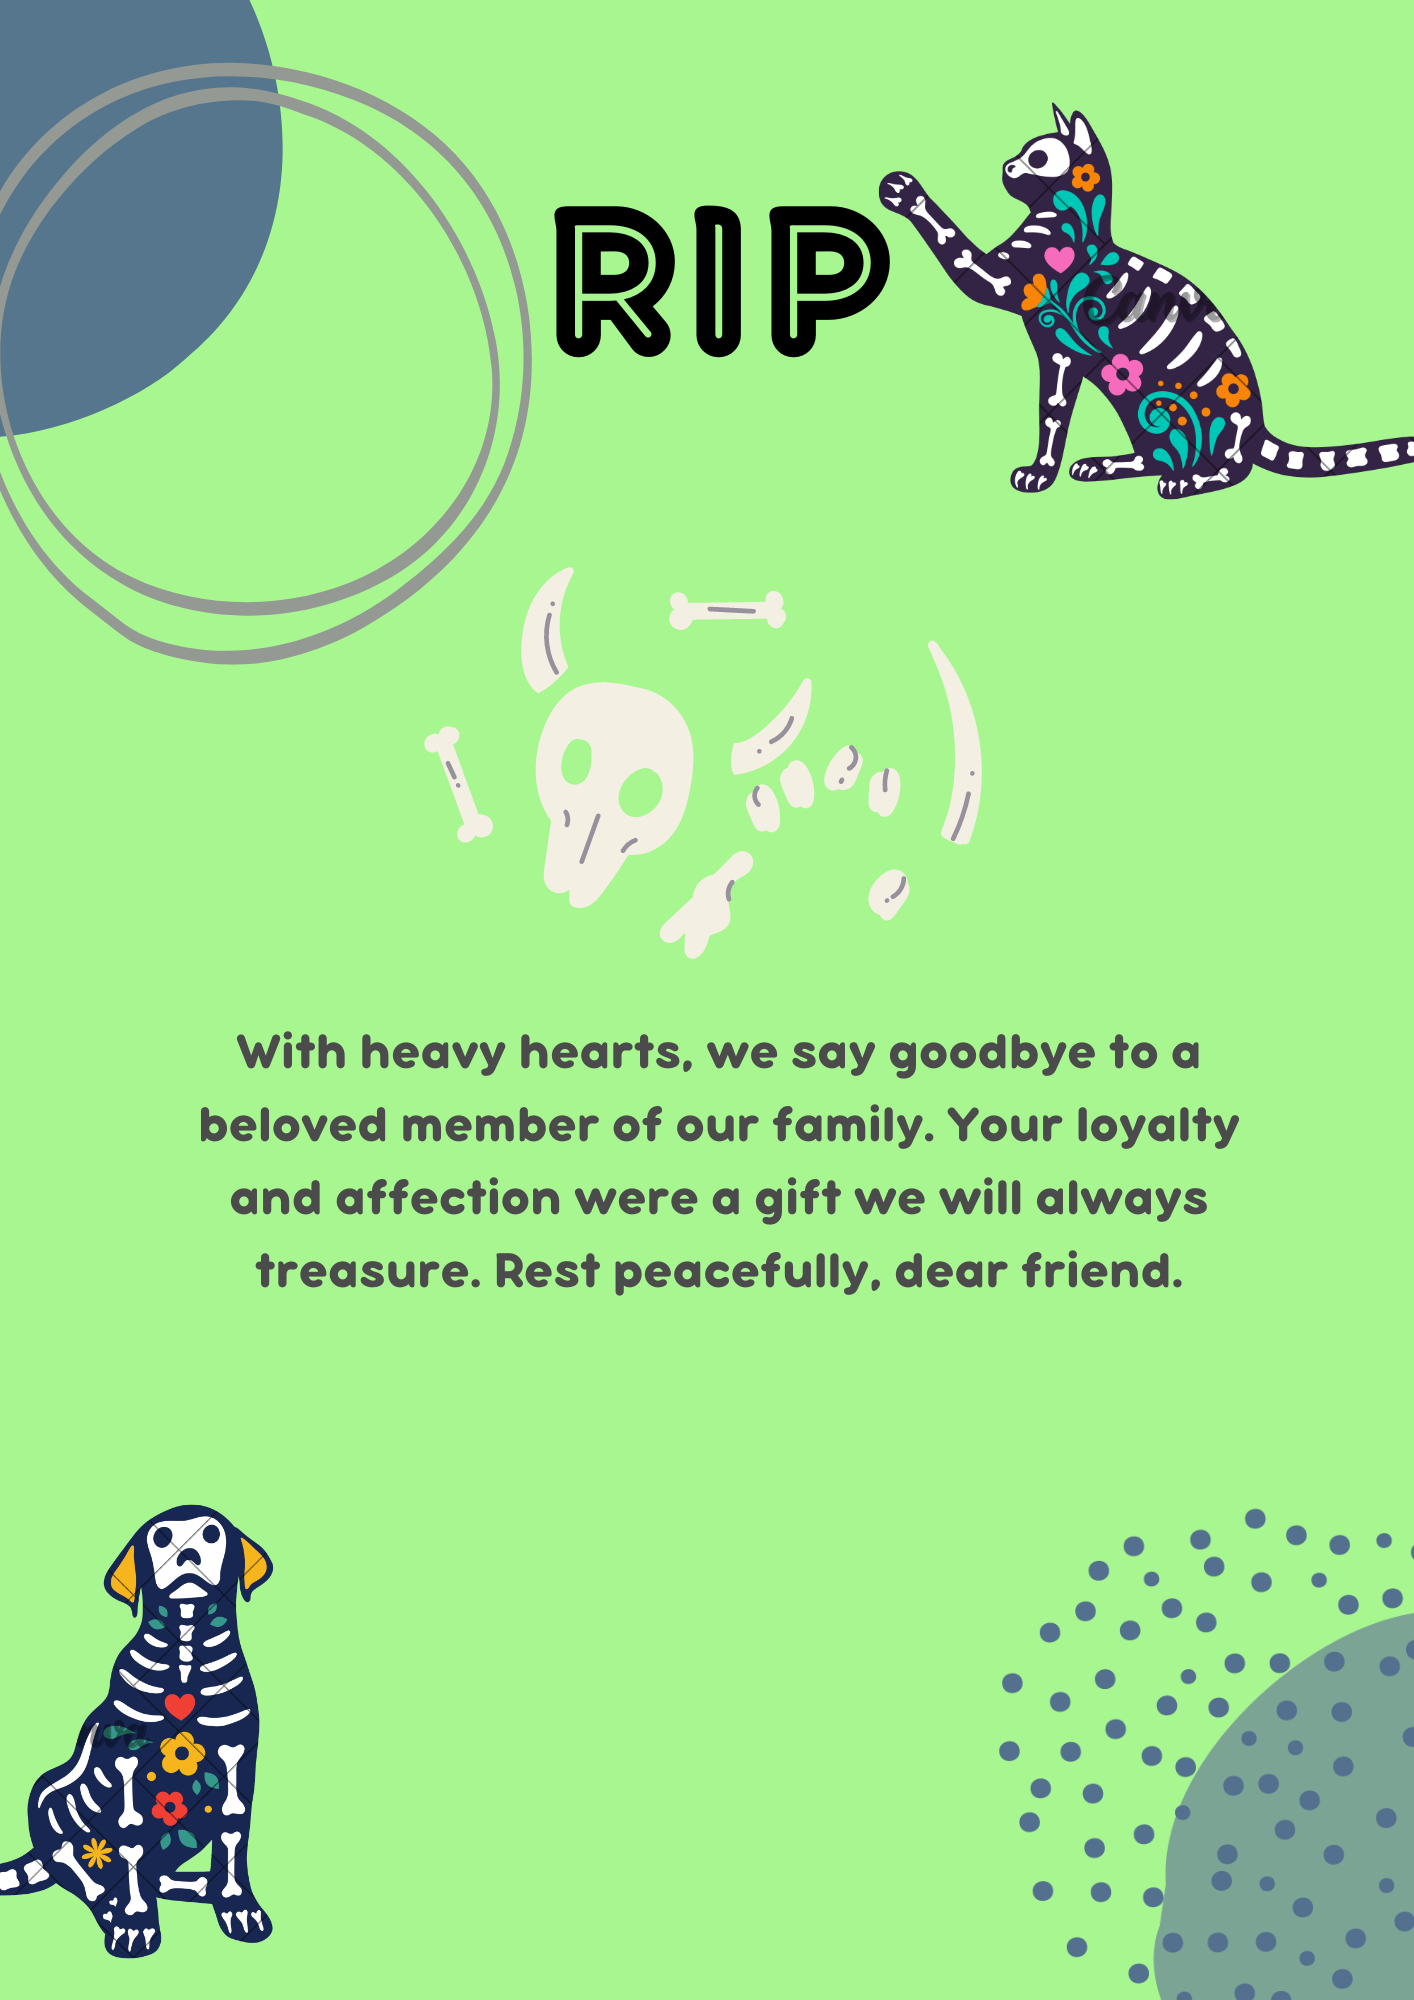 RIP
With heavy hearts, we say goodbye to a
beloved member of our family. Your loyalty
and affection were a gift we will always
treasure. Rest peacefully, dear friend.